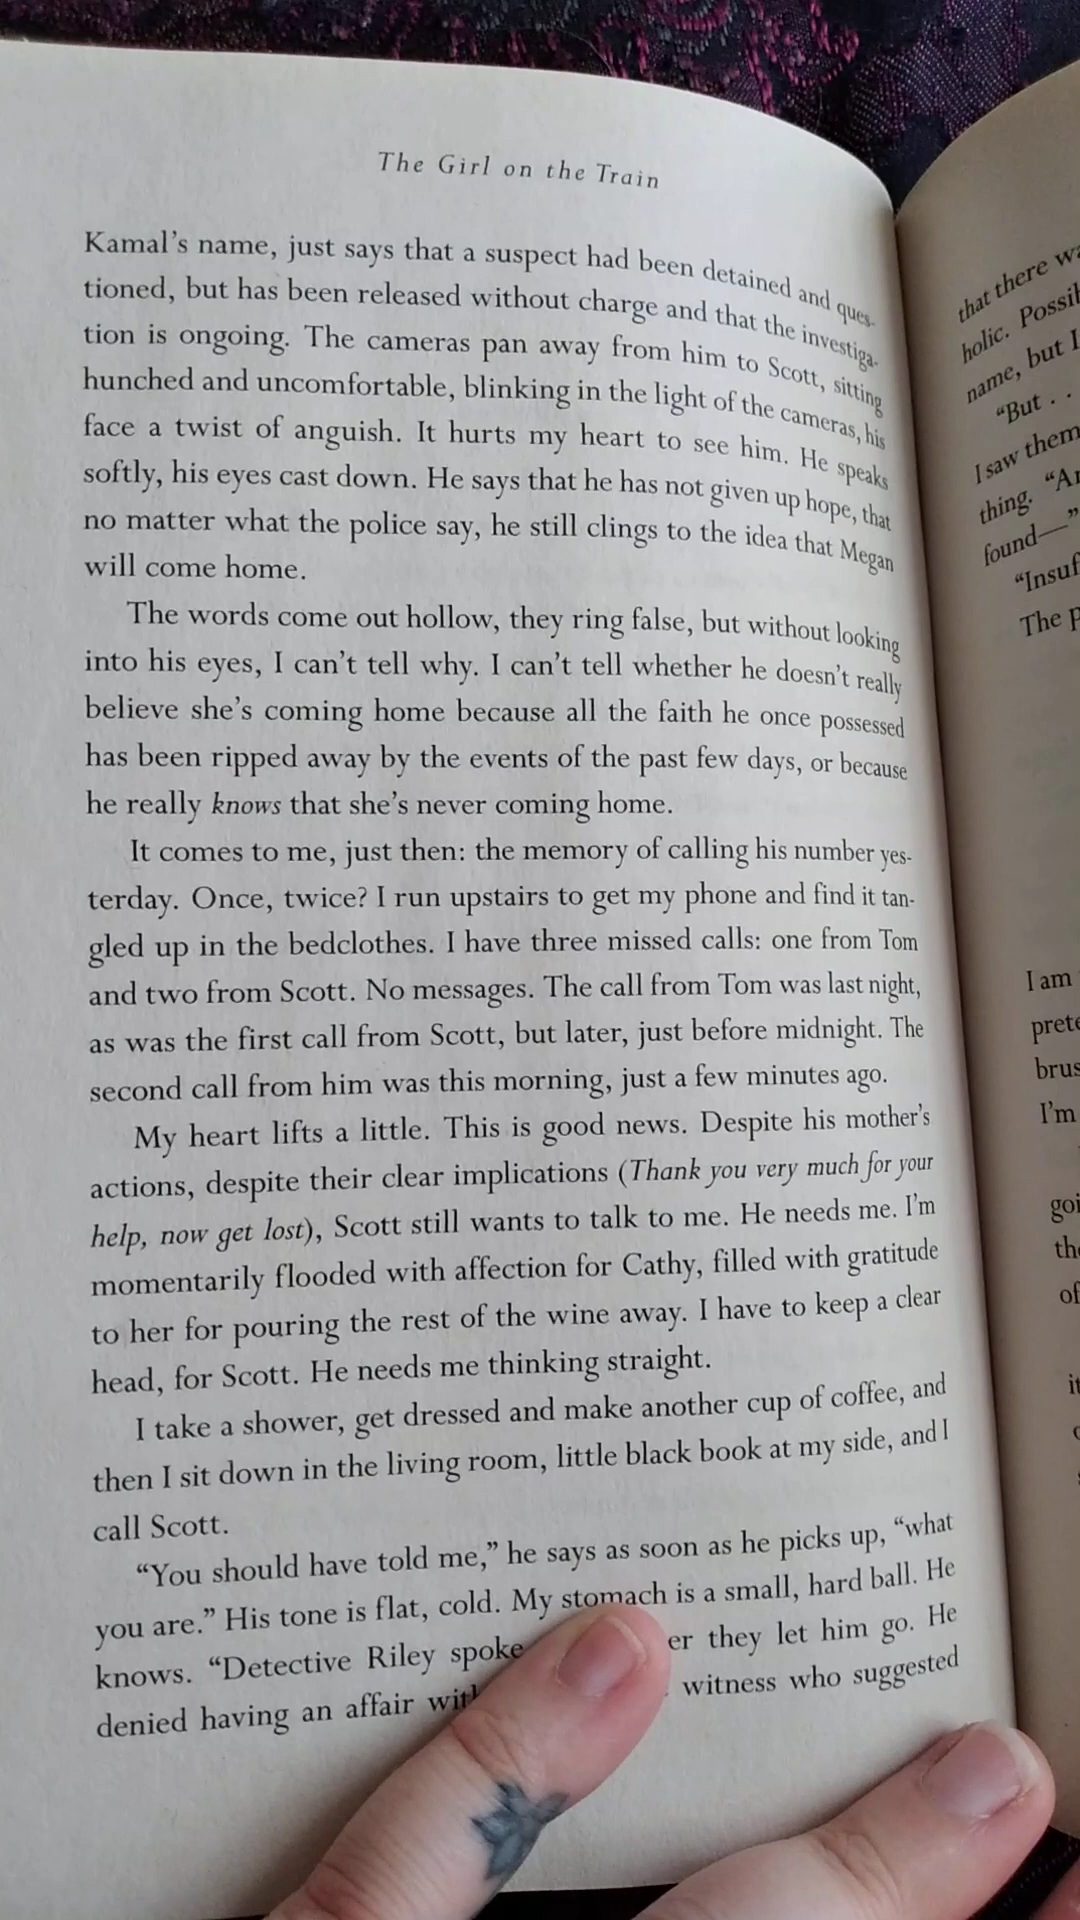 The Girl on the Train
Kamal's name, just says that a suspect had been detained and ques-
tioned, but has been released without charge and that the investiga-
tion is ongoing. The cameras pan away from him to Scott, sitting
hunched and uncomfortable, blinking in the light of the cameras, his
face a twist of anguish. It hurts my heart to see him. He speaks
softly, his eyes cast down. He says that he has not given up hope, that
no matter what the police say, he still clings to the idea that Megan
will come home.
The words come out hollow, they ring false, but without looking
into his eyes, I can't tell why. I can't tell whether he doesn't really
believe she's coming home because all the faith he once possessed
has been ripped away by the events of the past few days, or because
he really knows that she's never coming home.
It comes to me, just then: the memory of calling his number yes-
terday. Once, twice? I run upstairs to get my phone and find it tan-
gled up in the bedclothes. I have three missed calls: one from Tom
and two from Scott. No messages. The call from Tom was last night,
as was the first call from Scott, but later, just before midnight. The
second call from him was this morning, just a few minutes ago.
My heart lifts a little. This is good news. Despite his mother's
actions, despite their clear implications (Thank you very much for your
help, now get lost), Scott still wants to talk to me. He needs me. I'm
momentarily flooded with affection for Cathy, filled with gratitude
to her for pouring the rest of the wine away. I have to keep a clear
head, for Scott. He needs me thinking straight.
I take a shower, get dressed and make another cup of coffee, and
then I sit down in the living room, little black book at my side, and I
call Scott.
"You should have told me," he says as soon as he picks up, "what
you are." His tone is flat, cold. My stomach is a small, hard ball. He
knows. "Detective Riley spoke they let him go. He
denied having an affair witness who suggested
that there
holic.
name, but I
"But . .
I saw them
thing.
found—"
The
I am
I'm